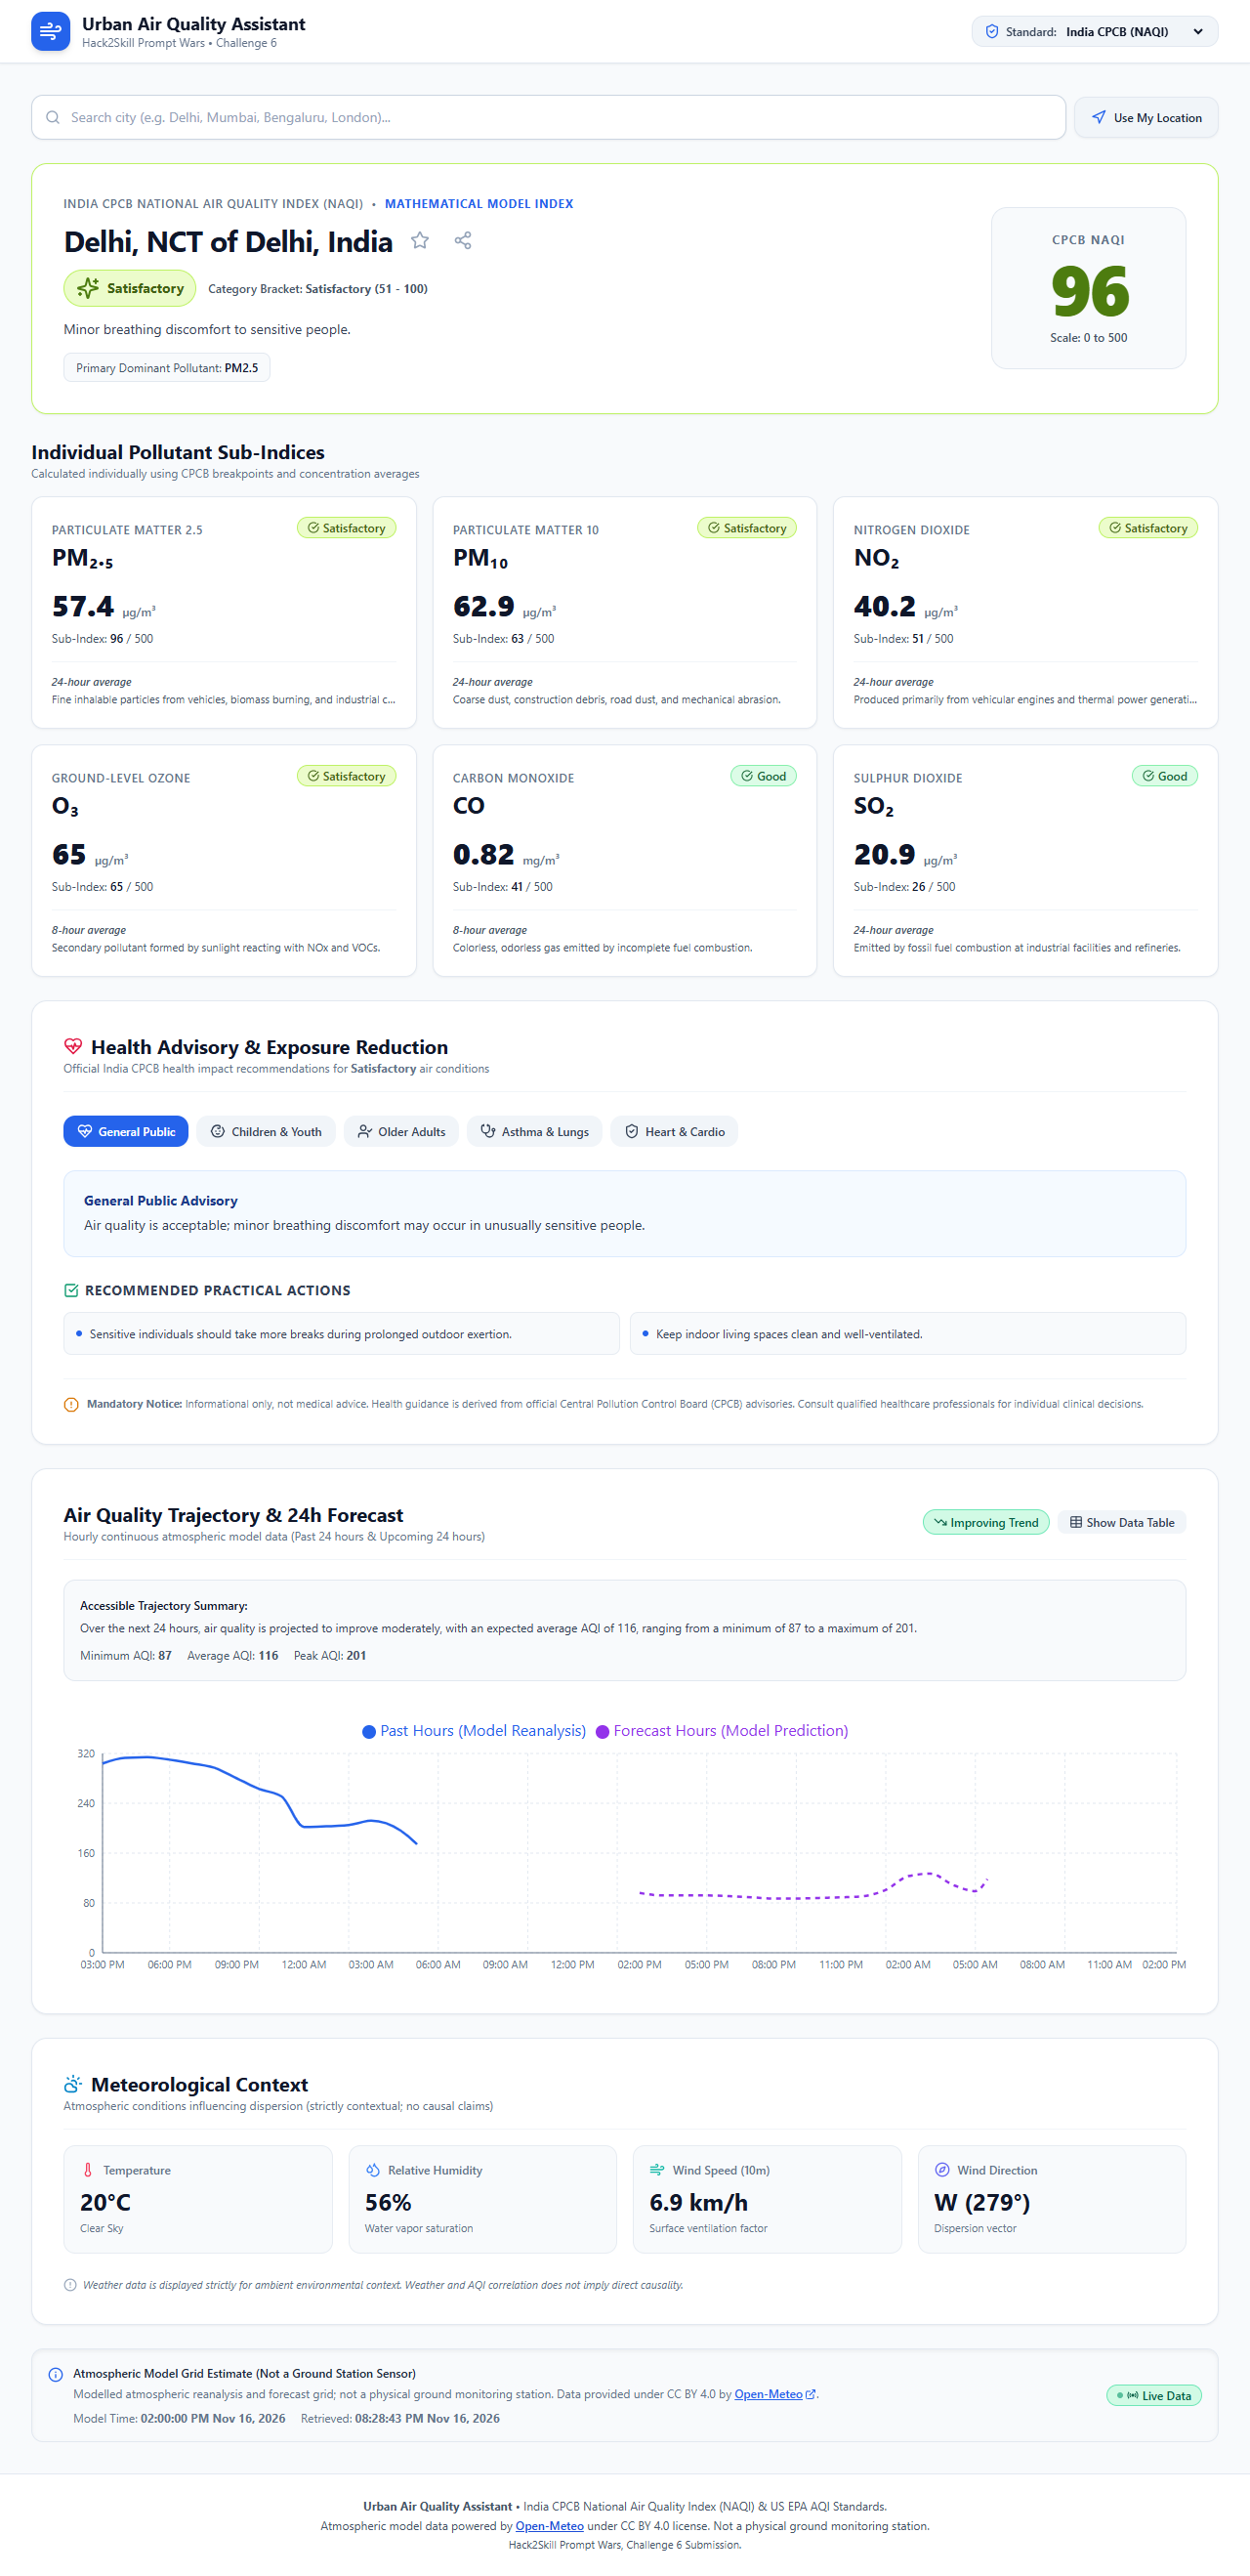 Urban Air Quality Assistant
Hack2Skill Prompt Wars • Challenge 6
Standard: India CPCB (NAQI)
Search city (e.g. Delhi, Mumbai, Bengaluru, London)...
Use My Location
INDIA CPCB NATIONAL AIR QUALITY INDEX (NAQI) • MATHEMATICAL MODEL INDEX
Delhi, NCT of Delhi, India
Satisfactory
Category Bracket: Satisfactory (51 - 100)
Minor breathing discomfort to sensitive people.
Primary Dominant Pollutant: PM2.5
CPCB NAQI
96
Scale: 0 to 500
Individual Pollutant Sub-Indices
Calculated individually using CPCB breakpoints and concentration averages
PARTICULATE MATTER 2.5
Satisfactory
PM₂.₅
57.4 µg/m³
Sub-Index: 96 / 500
24-hour average
Fine inhalable particles from vehicles, biomass burning, and industrial c...
PARTICULATE MATTER 10
Satisfactory
PM₁₀
62.9 µg/m³
Sub-Index: 63 / 500
24-hour average
Coarse dust, construction debris, road dust, and mechanical abrasion.
NITROGEN DIOXIDE
Satisfactory
NO₂
40.2 µg/m³
Sub-Index: 51 / 500
24-hour average
Produced primarily from vehicular engines and thermal power generati...
GROUND-LEVEL OZONE
Satisfactory
O₃
65 µg/m³
Sub-Index: 65 / 500
8-hour average
Secondary pollutant formed by sunlight reacting with NOx and VOCs.
CARBON MONOXIDE
Good
CO
0.82 mg/m³
Sub-Index: 41 / 500
8-hour average
Colorless, odorless gas emitted by incomplete fuel combustion.
SULPHUR DIOXIDE
Good
SO₂
20.9 µg/m³
Sub-Index: 26 / 500
24-hour average
Emitted by fossil fuel combustion at industrial facilities and refineries.
Health Advisory & Exposure Reduction
Official India CPCB health impact recommendations for Satisfactory air conditions
General Public
Children & Youth
Older Adults
Asthma & Lungs
Heart & Cardio
General Public Advisory
Air quality is acceptable; minor breathing discomfort may occur in unusually sensitive people.
RECOMMENDED PRACTICAL ACTIONS
• Sensitive individuals should take more breaks during prolonged outdoor exertion.
• Keep indoor living spaces clean and well-ventilated.
Mandatory Notice: Informational only, not medical advice. Health guidance is derived from official Central Pollution Control Board (CPCB) advisories. Consult qualified healthcare professionals for individual clinical decisions.
Air Quality Trajectory & 24h Forecast
Hourly continuous atmospheric model data (Past 24 hours & Upcoming 24 hours)
Improving Trend
Show Data Table
Accessible Trajectory Summary:
Over the next 24 hours, air quality is projected to improve moderately, with an expected average AQI of 116, ranging from a minimum of 87 to a maximum of 201.
Minimum AQI: 87 Average AQI: 116 Peak AQI: 201
Past Hours (Model Reanalysis) Forecast Hours (Model Prediction)
320
240
160
80
0
03:00 PM 06:00 PM 09:00 PM 12:00 AM 03:00 AM 06:00 AM 09:00 AM 12:00 PM 02:00 PM 05:00 PM 08:00 PM 11:00 PM 02:00 AM 05:00 AM 08:00 AM 11:00 AM 02:00 PM
Meteorological Context
Atmospheric conditions influencing dispersion (strictly contextual; no causal claims)
Temperature
20°C
Clear Sky
Relative Humidity
56%
Water vapor saturation
Wind Speed (10m)
6.9 km/h
Surface ventilation factor
Wind Direction
W (279°)
Dispersion vector
Weather data is displayed strictly for ambient environmental context. Weather and AQI correlation does not imply direct causality.
Atmospheric Model Grid Estimate (Not a Ground Station Sensor)
Modelled atmospheric reanalysis and forecast grid; not a physical ground monitoring station. Data provided under CC BY 4.0 by Open-Meteo.
Model Time: 02:00:00 PM Nov 16, 2026 Retrieved: 08:28:43 PM Nov 16, 2026
Live Data
Urban Air Quality Assistant • India CPCB National Air Quality Index (NAQI) & US EPA AQI Standards.
Atmospheric model data powered by Open-Meteo under CC BY 4.0 license. Not a physical ground monitoring station.
Hack2Skill Prompt Wars, Challenge 6 Submission.